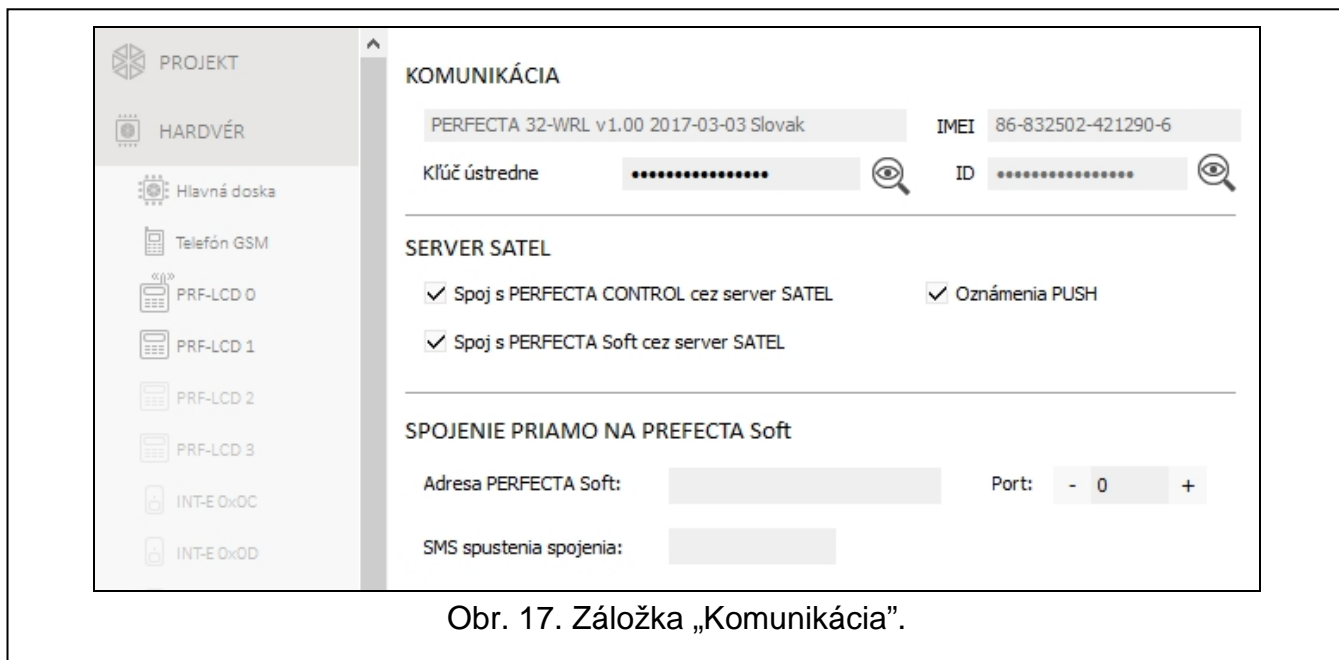 PROJEKT
HARDVÉR
Hlavná doska
Telefón GSM
PRF-LCD 0
PRF-LCD 1
PRF-LCD 2
PRF-LCD 3
INT-E 0x0C
INT-E 0x0D
KOMUNIKÁCIA
PERFECTA 32-WRL v1.00 2017-03-03 Slovak IMEI 86-832502-421290-6
Kľúč ústredne •••••••••••••••• ID ••••••••••••••••
SERVER SATEL
Spoj s PERFECTA CONTROL cez server SATEL Oznámenia PUSH
Spoj s PERFECTA Soft cez server SATEL
SPOJENIE PRIAMO NA PREFECTA Soft
Adresa PERFECTA Soft: Port: - 0 +
SMS spustenia spojenia:
Obr. 17. Záložka „Komunikácia”.